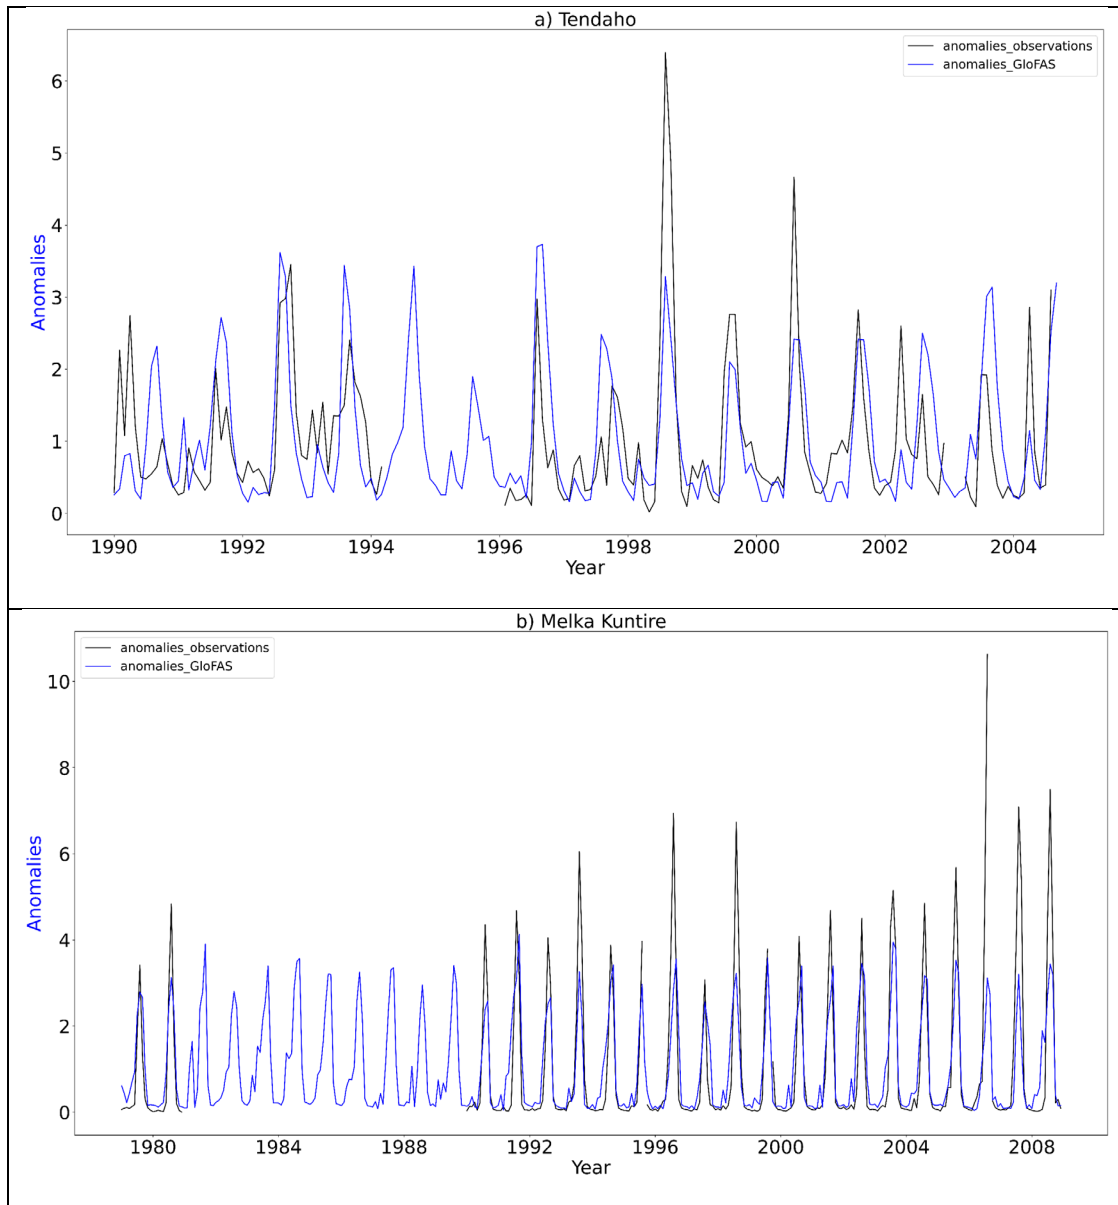 a) Tendaho
anomalies_observations
anomalies_GloFAS
6
5
4
3
2
1
0
Anomalies
1990 1992 1994 1996 1998 2000 2002 2004
Year
b) Melka Kuntire
anomalies_observations
anomalies_GloFAS
10
8
6
4
2
0
Anomalies
1980 1984 1988 1992 1996 2000 2004 2008
Year